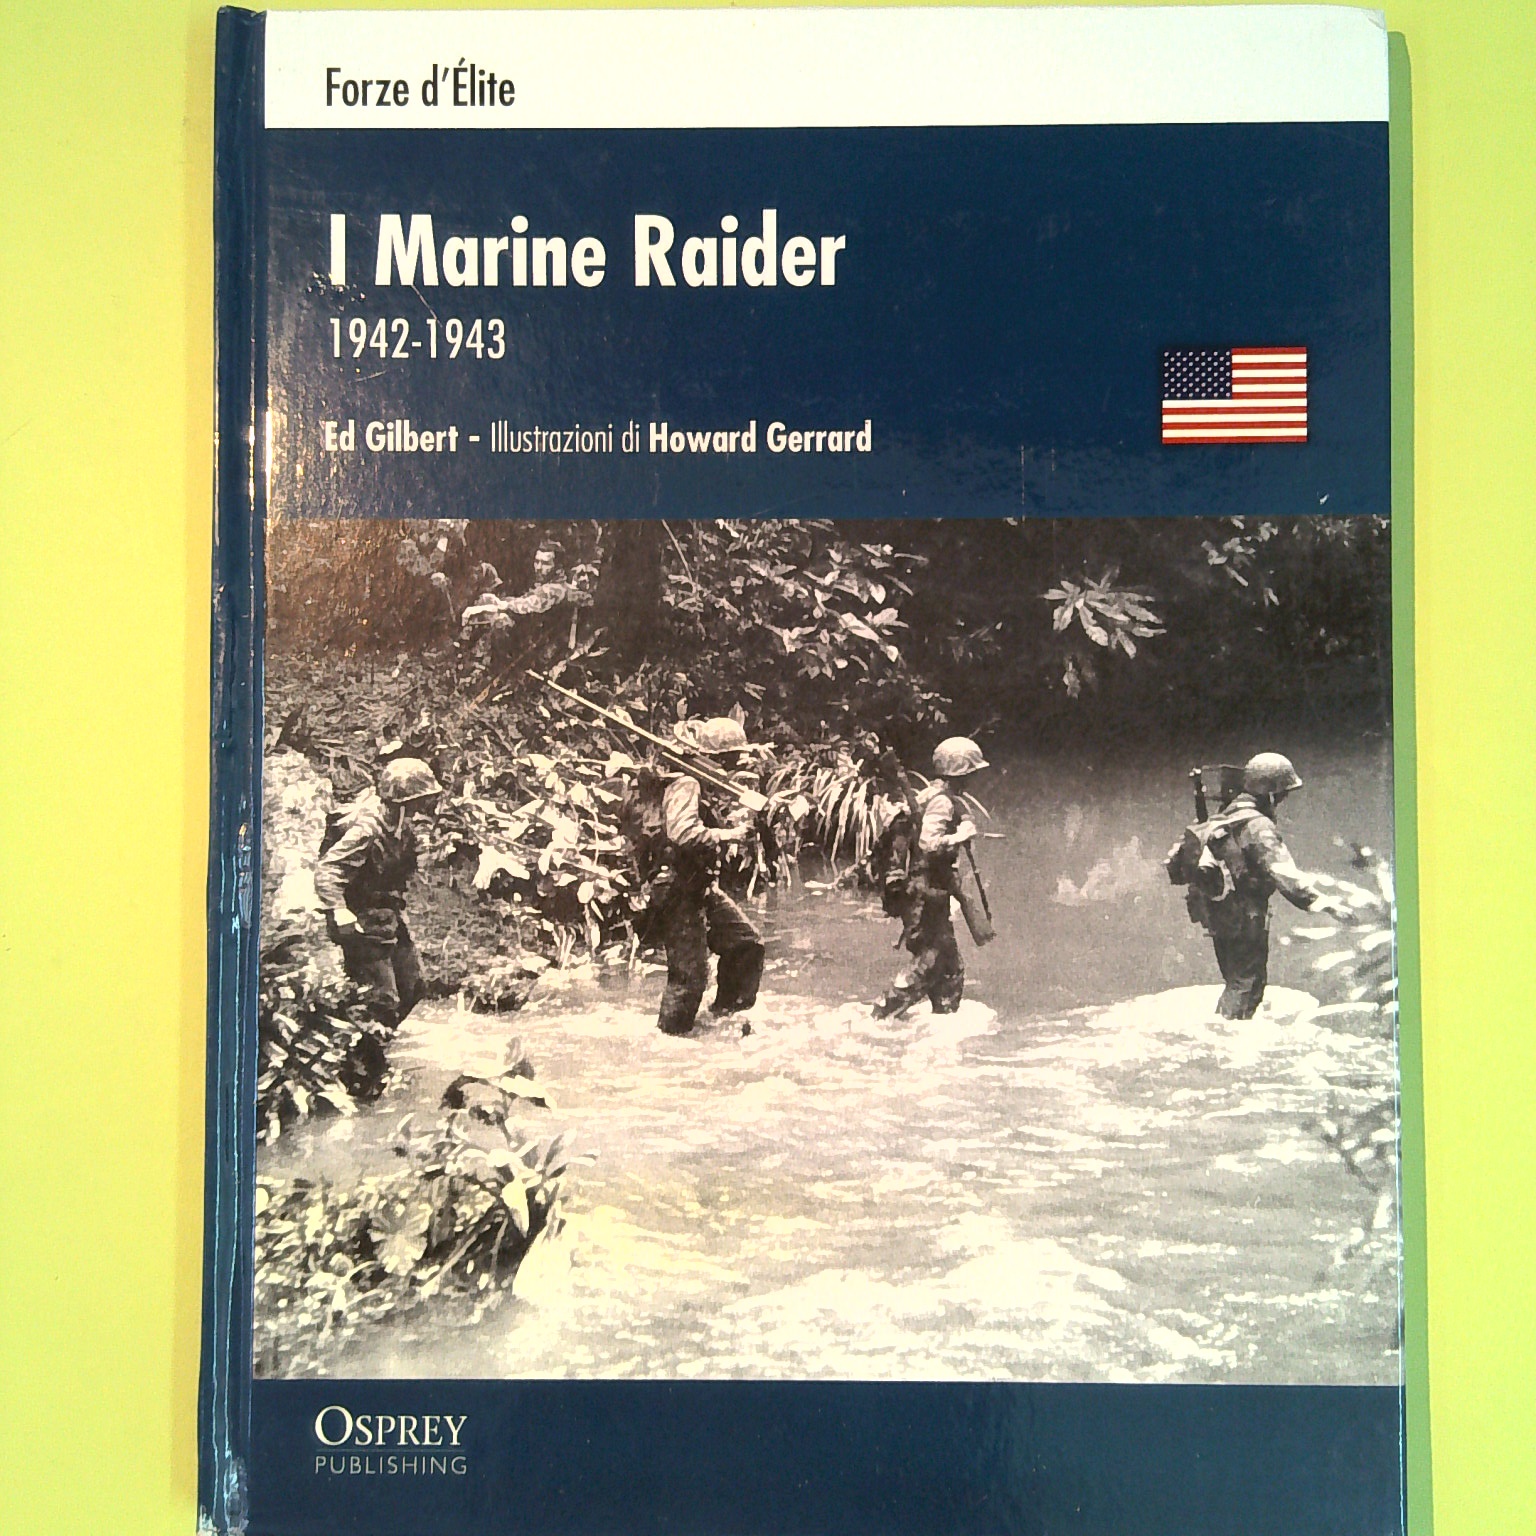 Forze d'Élite
I Marine Raider
1942-1943
Ed Gilbert - Illustrazioni di Howard Gerrard
OSPREY
PUBLISHING